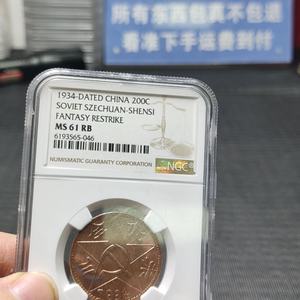 所有东西包真不包退
看准下手运费到付
1934-DATED CHINA 200C
SOVIET SZECHUAN-SHENSI
FANTASY RESTRIKE
MS 61 RB
6193565-046
NUMISMATIC GUARANTY CORPORATION
NGC